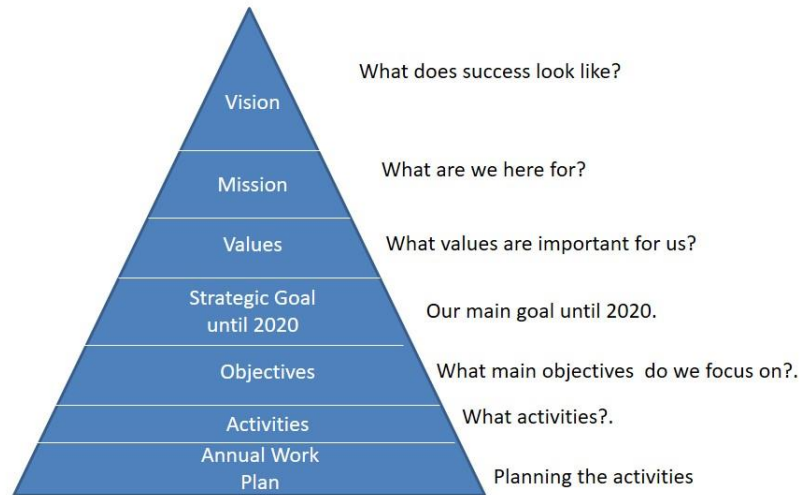 What does success look like?
Vision
What are we here for?
Mission
Values
What values are important for us?
Strategic Goal
until 2020
Our main goal until 2020.
Objectives
What main objectives  do we focus on?.
Activities
What activities?.
Annual Work
Plan
Planning the activities